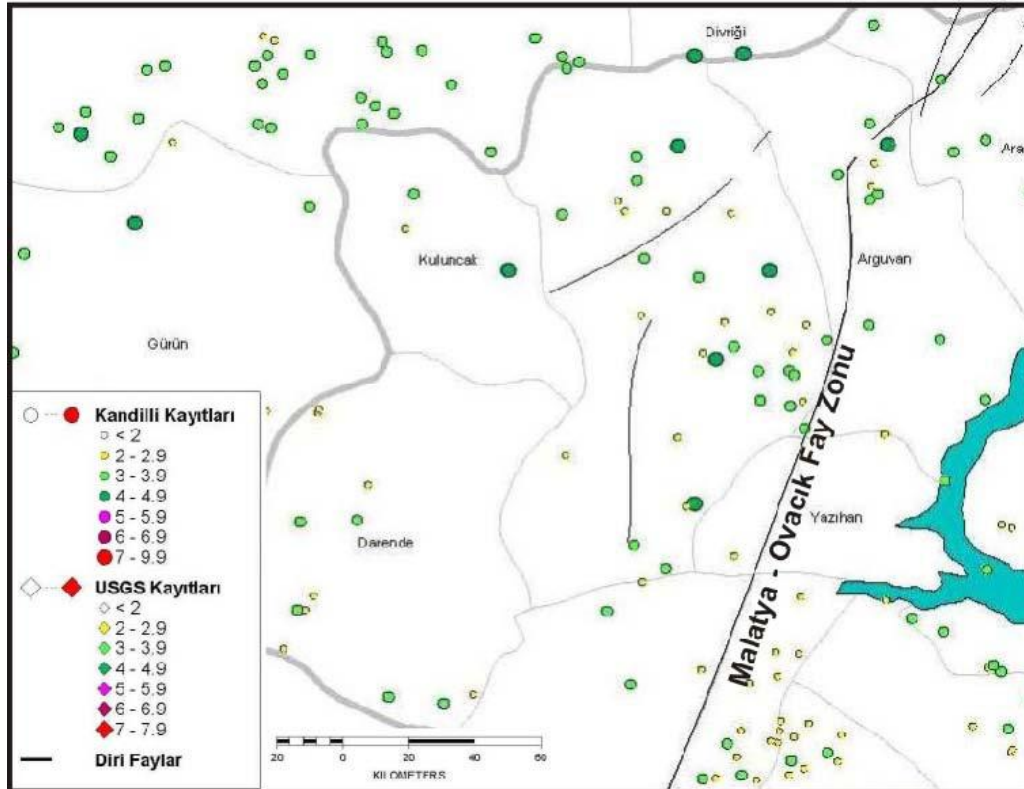 Divriği
Ara
Kuluncak
Arguvan
Gürün
Malatya - Ovacık Fay Zonu
Yazıhan
Darende
Kandilli Kayıtları
< 2
2 - 2.9
3 - 3.9
4 - 4.9
5 - 5.9
6 - 6.9
7 - 9.9
USGS Kayıtları
< 2
2 - 2.9
3 - 3.9
4 - 4.9
5 - 5.9
6 - 6.9
7 - 7.9
Diri Faylar
20 0 20 40 60
KILOMETERS